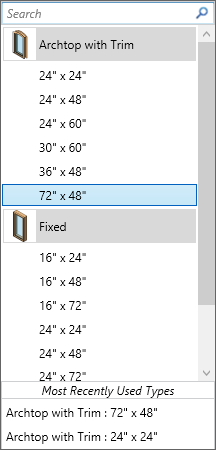 Search
Archtop with Trim
24" x 24"
24" x 48"
24" x 60"
30" x 60"
36" x 48"
72" x 48"
Fixed
16" x 24"
16" x 48"
16" x 72"
24" x 24"
24" x 48"
24" x 72"
Most Recently Used Types
Archtop with Trim : 72" x 48"
Archtop with Trim : 24" x 24"